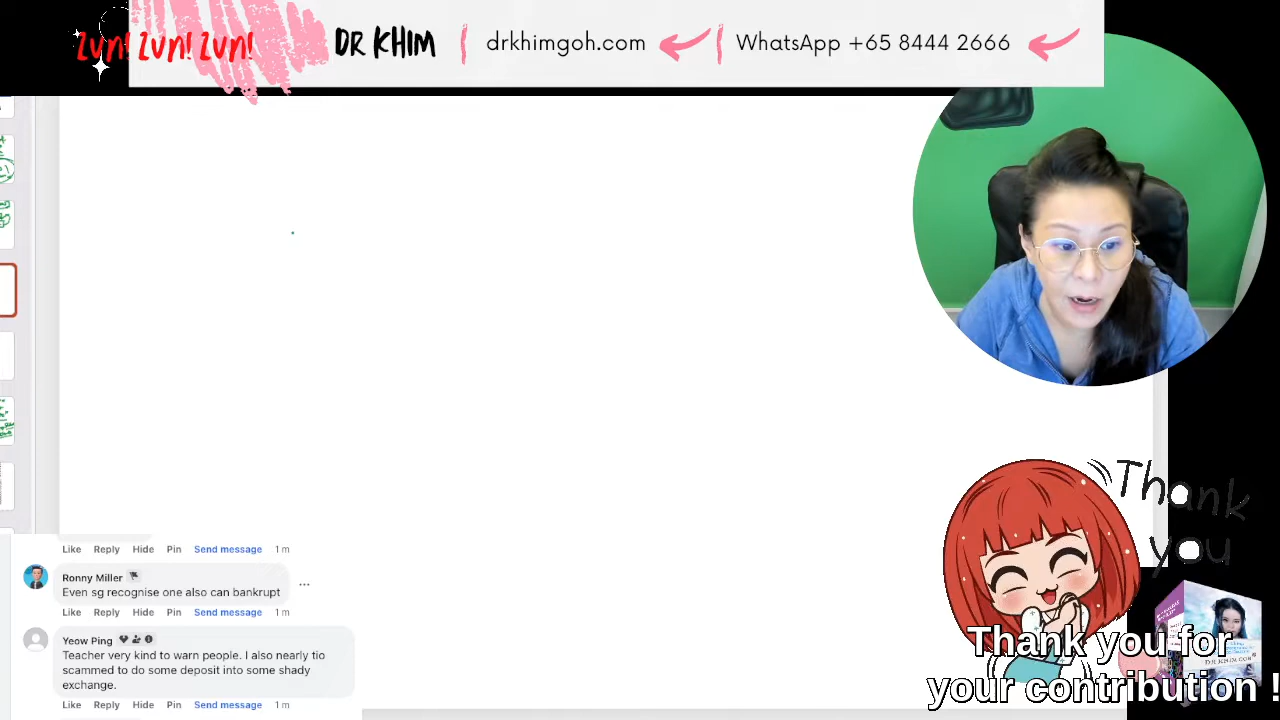 Zun! Zun! Zun!
DR KHIM
drkhimgoh.com
WhatsApp +65 8444 2666
Like Reply Hide Pin Send message 1 m
Ronny Miller
Even sg recognise one also can bankrupt
Like Reply Hide Pin Send message 1 m
Yeow Ping
Teacher very kind to warn people. I also nearly tio
scammed to do some deposit into some shady
exchange.
Like Reply Hide Pin Send message 1 m
Thank
you
Thank you for
your contribution !
DR KHIM GOH